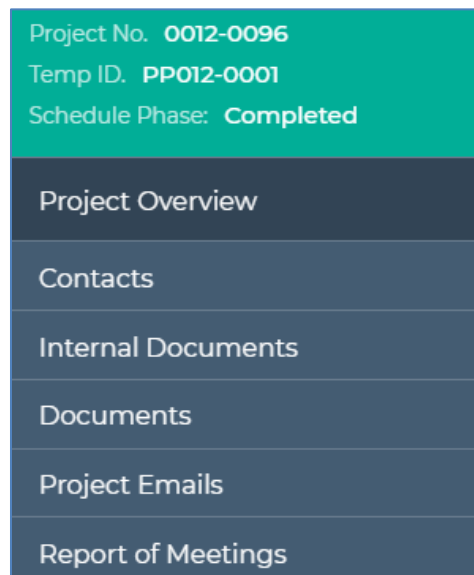 Project No. 0012-0096
Temp ID. PP012-0001
Schedule Phase: Completed
Project Overview
Contacts
Internal Documents
Documents
Project Emails
Report of Meetings